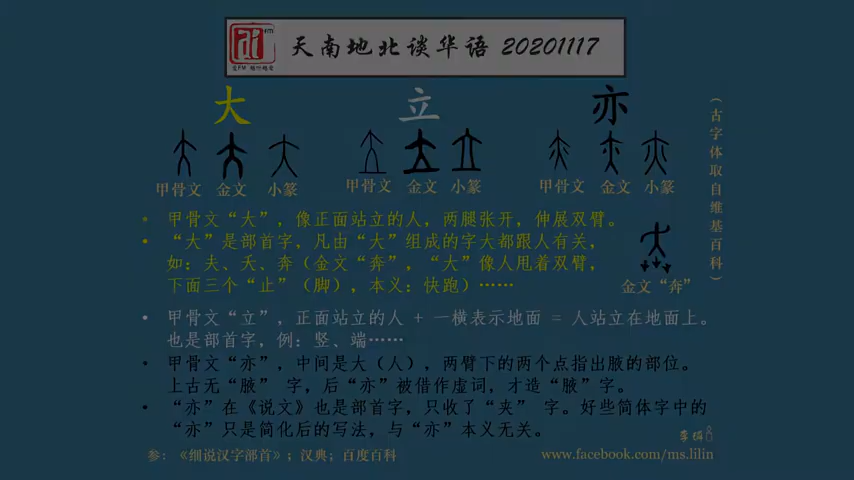 天南地北谈华语 20201117
大 立 亦
甲骨文 金文 小篆 甲骨文 金文 小篆 甲骨文 金文 小篆
（古字体取自维基百科）
• 甲骨文“大”，像正面站立的人，两腿张开，伸展双臂。
• “大”是部首字，凡由“大”组成的字大都跟人有关，
如：夫、夭、奔（金文“奔”，“大”像人甩着双臂，
下面三个“止”（脚），本义：快跑）……
金文“奔”
• 甲骨文“立”，正面站立的人 + 一横表示地面 = 人站立在地面上。
也是部首字，例：竖、端……
• 甲骨文“亦”，中间是大（人），两臂下的两个点指出腋的部位。
上古无“腋” 字，后“亦”被借作虚词，才造“腋”字。
• “亦”在《说文》也是部首字，只收了“夹” 字。好些简体字中的
“亦”只是简化后的写法，与“亦”本义无关。
参：《细说汉字部首》；汉典；百度百科
www.facebook.com/ms.lilin